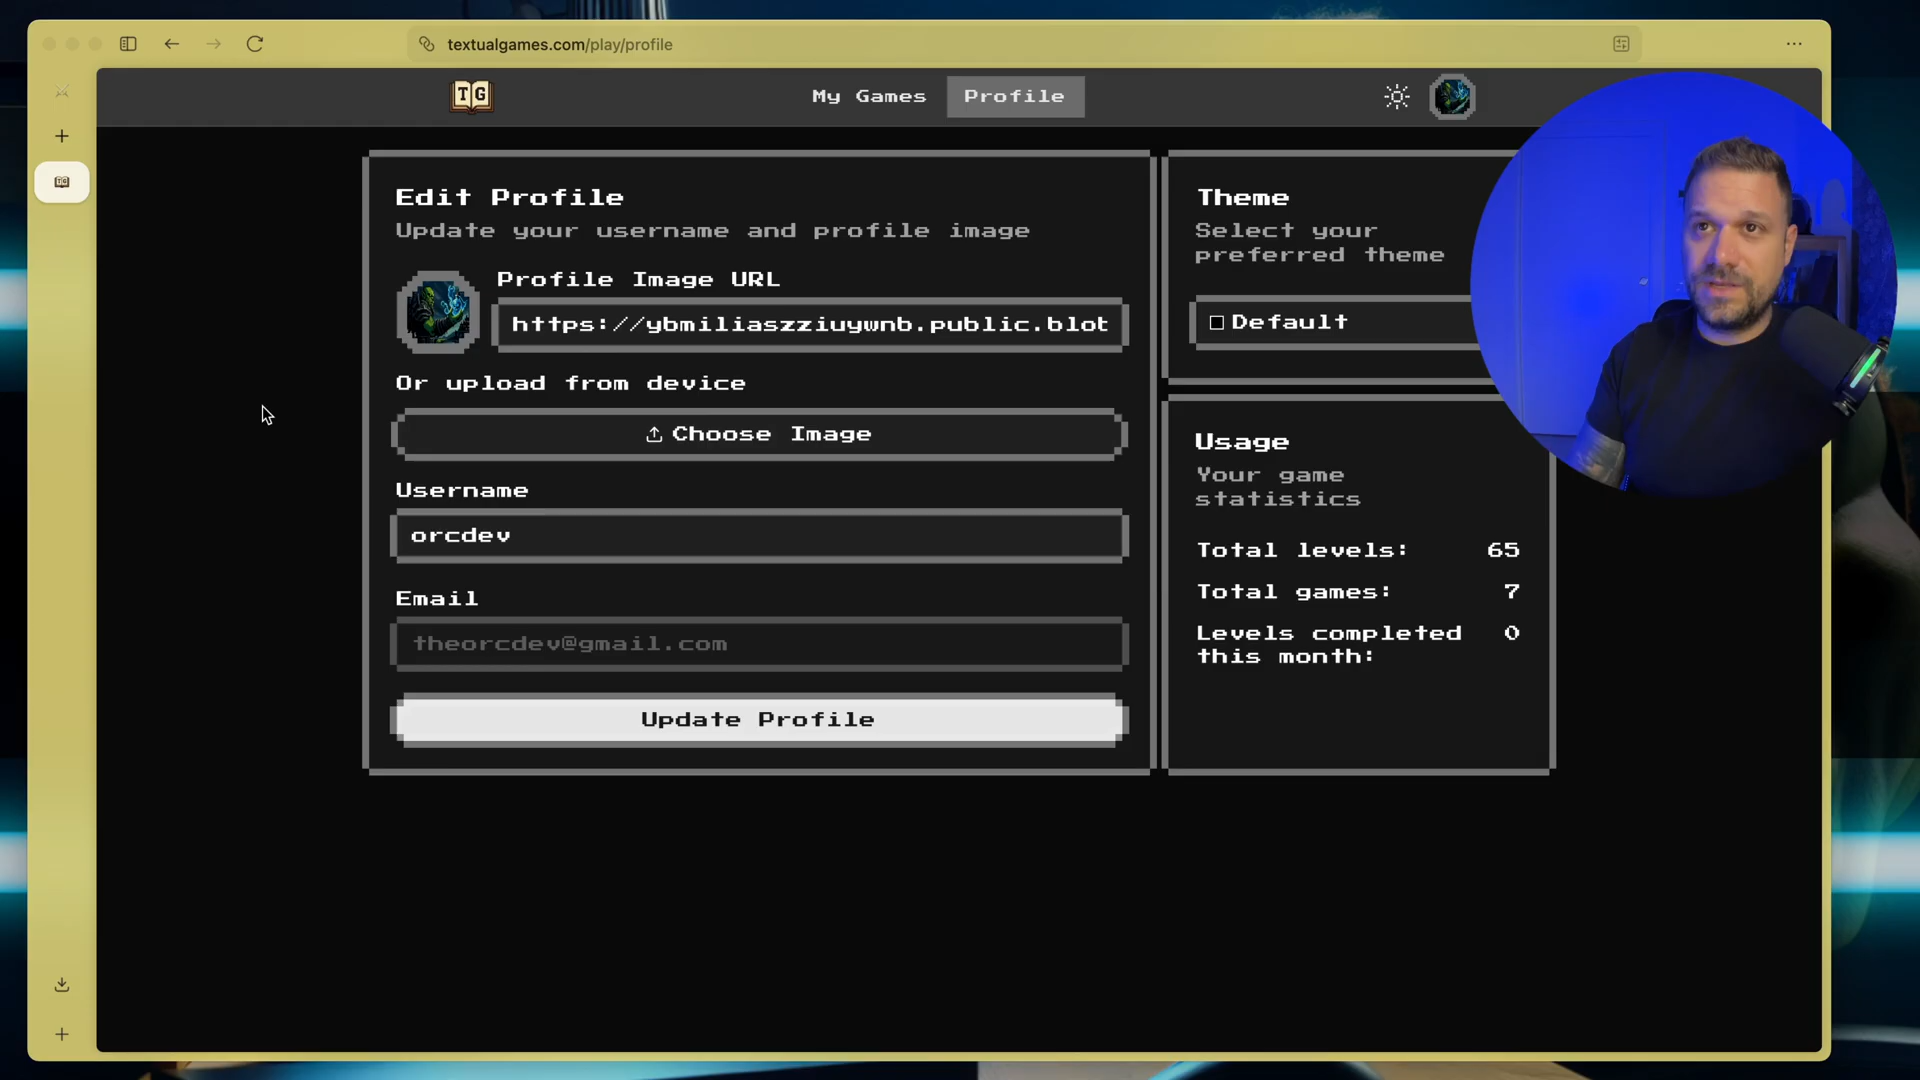 textualgames.com/play/profile
TG
My Games
Profile
Edit Profile
Update your username and profile image
Profile Image URL
https://ybmiliaszziuywnb.public.blot
Or upload from device
Choose Image
Username
orcdev
Email
theorcdev@gmail.com
Update Profile
Theme
Select your
preferred theme
Default
Usage
Your game
statistics
Total levels: 65
Total games: 7
Levels completed 0
this month: